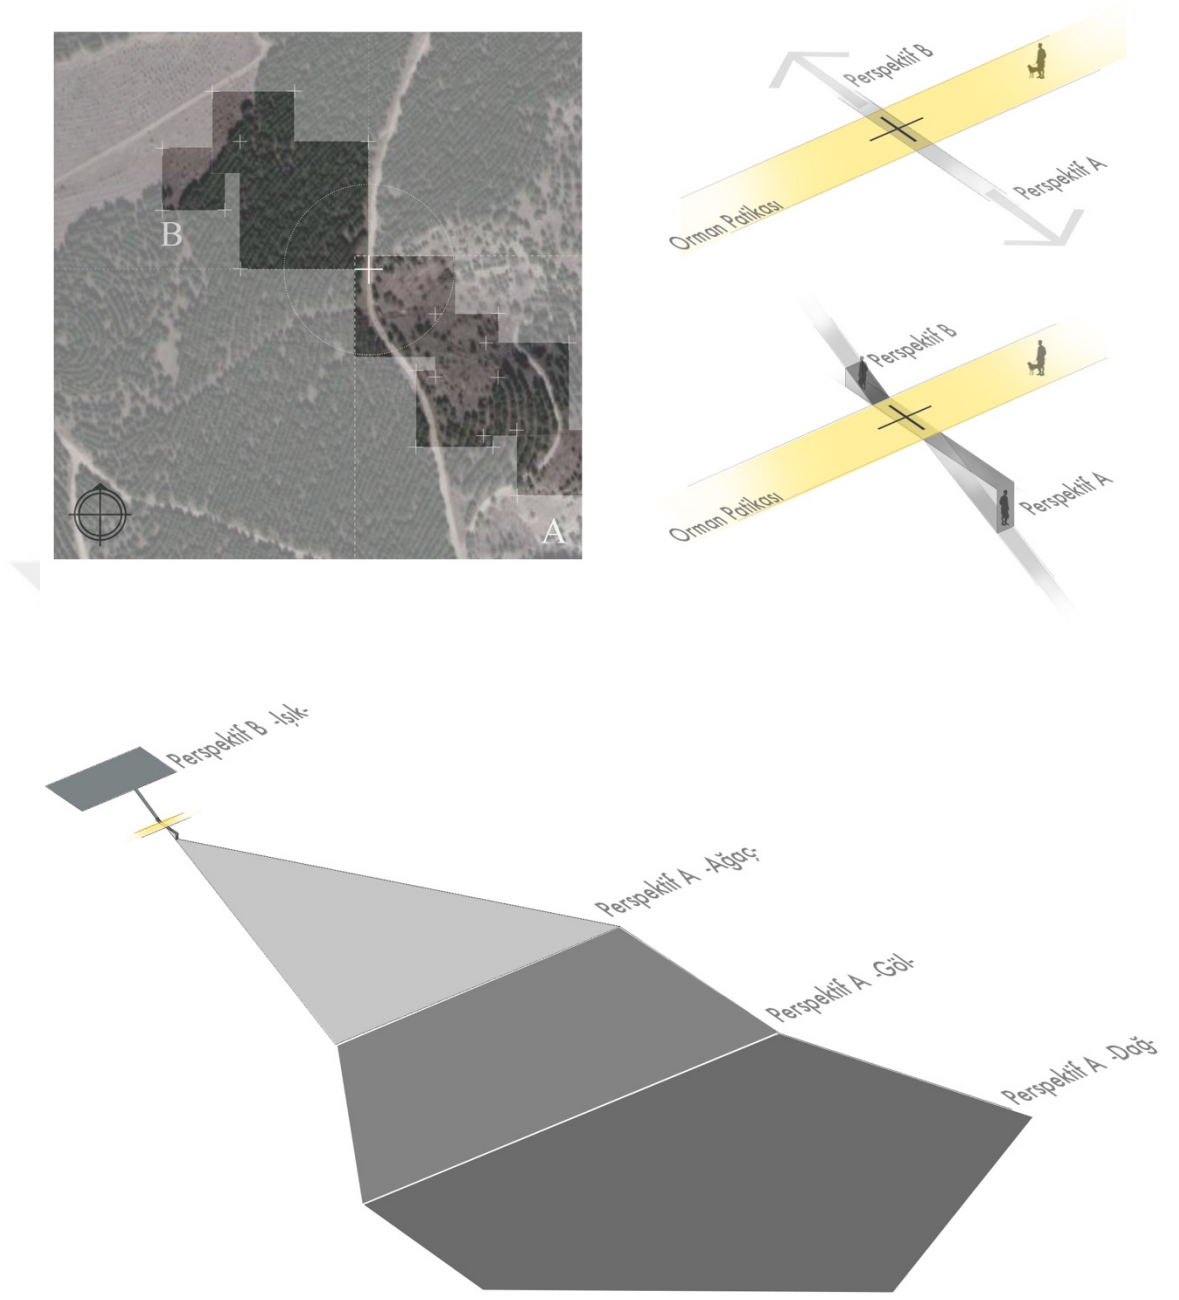 B
A
Perspektif B
Perspektif A
Orman Patikası
Perspektif B
Perspektif A
Orman Patikası
Perspektif B -Işık-
Perspektif A -Ağaç-
Perspektif A -Göl-
Perspektif A -Dağ-